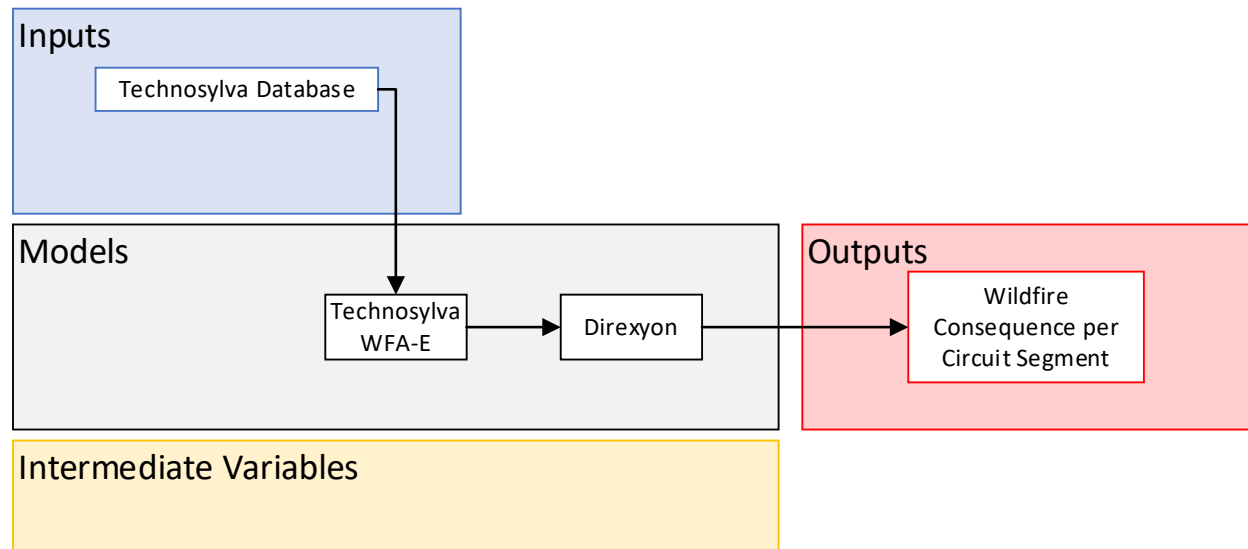 Inputs
Technosylva Database
Models
Technosylva
WFA-E
Direxyon
Outputs
Wildfire
Consequence per
Circuit Segment
Intermediate Variables